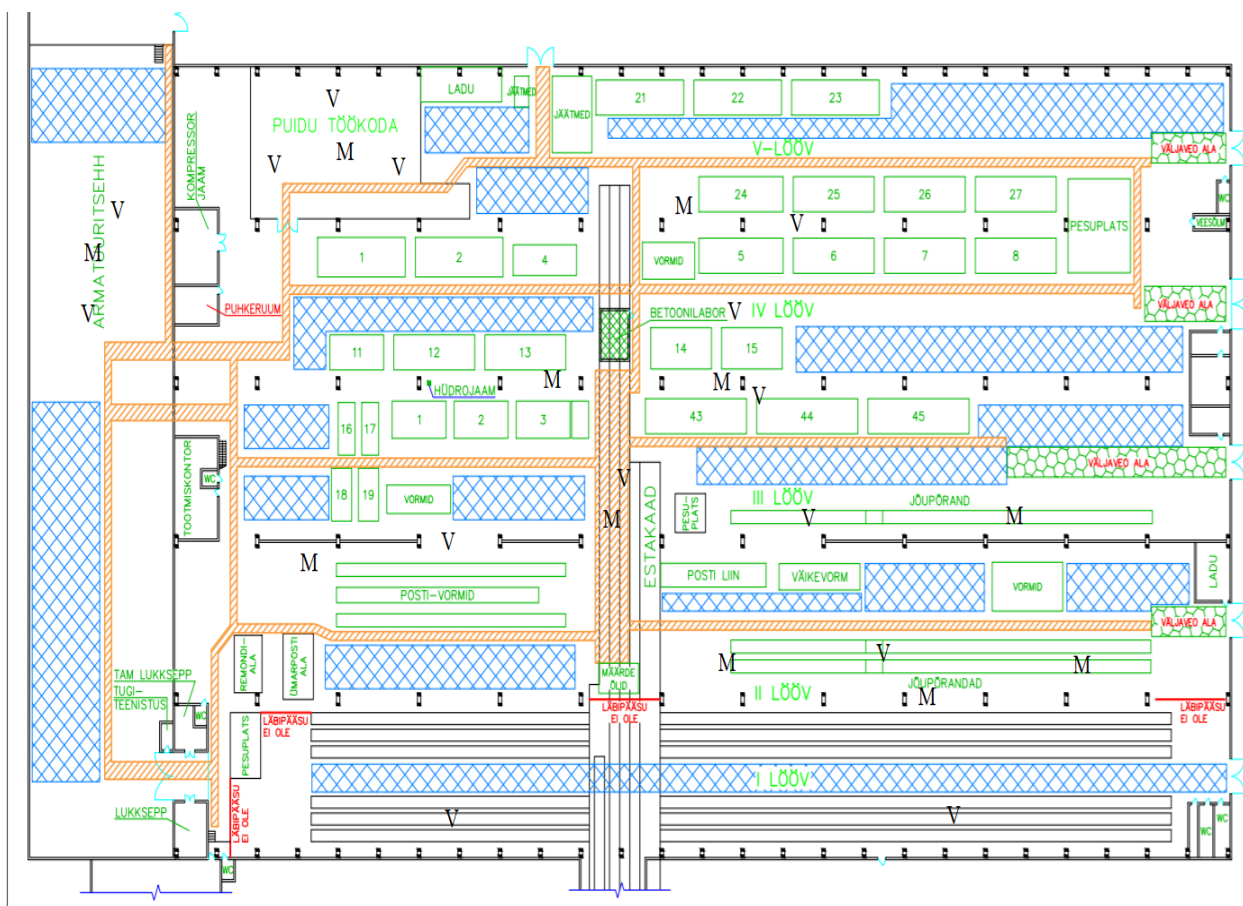 LADU
JÄÄTMED
JÄÄTMED
21
22
23
V
PUIDU TÖÖKODA
M
V
V
V-LÖÖV
VÄLJAVEO ALA
KOMPRESSOR
JAAM
ARMATUURITSEHH
V
M
V
M
24
25
26
27
V
PESUPLATS
WC
VEESÕLM
1
2
4
VORMID
5
6
7
8
PUHKERUUM
BETOONILABOR
V
IV LÖÖV
VÄLJAVEO ALA
11
12
13
14
15
M
HÜDROJAAM
M
V
16
17
1
2
3
43
44
45
TOOTMISKONTOR
WC
VÄLJAVEO ALA
18
19
VORMID
V
M
ESTAKAAD
PESU-
PLATS
III LÖÖV
JÕUPÕRAND
V
M
V
M
POSTI-VORMID
POSTI LIIN
VÄIKEVORM
VORMID
LADU
VÄLJAVEO ALA
REMONDI-
ALA
ÜMARPOSTI
ALA
TAM LUKKSEPP
TUGI-
TEENISTUS
WC
MÄÄRDE
ÕLID
M
V
M
JÕUPÕRANDAD
II LÖÖV
M
LÄBIPÄÄSU
EI OLE
LÄBIPÄÄSU
EI OLE
LÄBIPÄÄSU
EI OLE
PESUPLATS
I LÖÖV
LUKKSEPP
LÄBIPÄÄSU
EI OLE
V
V
WC
WC
WC
WC